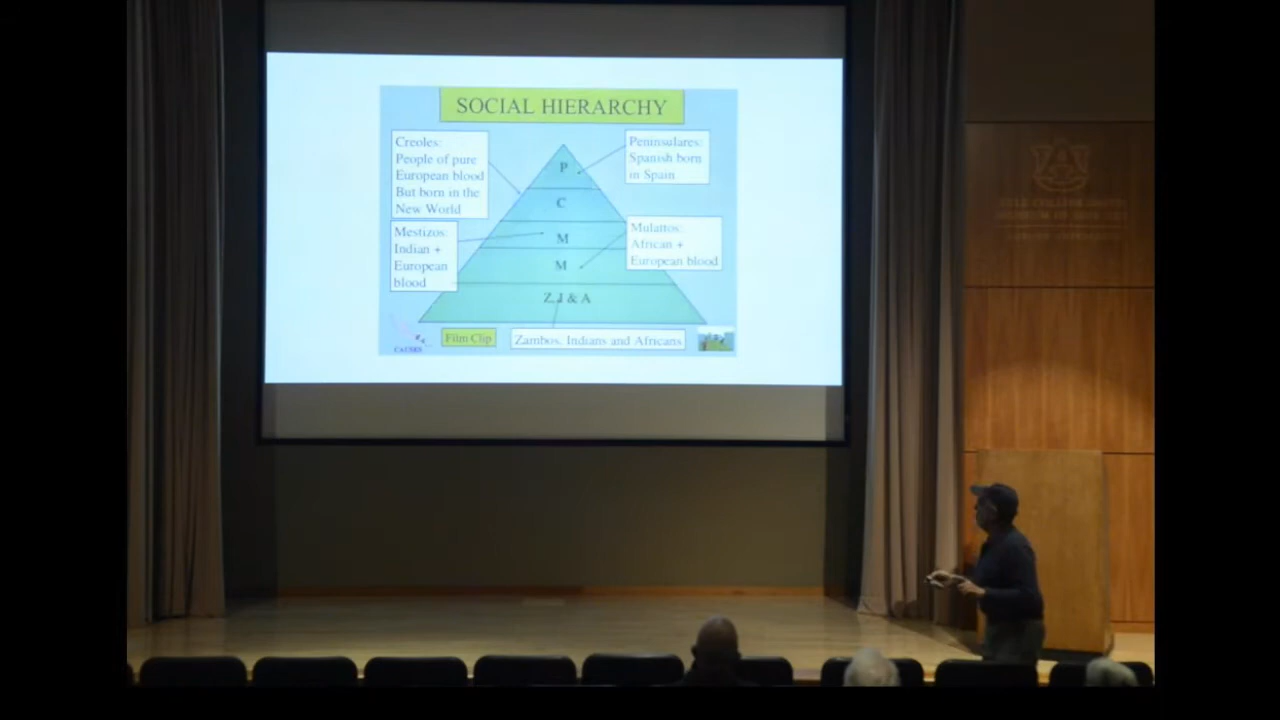 SOCIAL HIERARCHY
Creoles:
People of pure
European blood
But born in the
New World
Peninsulares:
Spanish born
in Spain
P
C
Mestizos:
Indian +
European
blood
M
Mulattos:
African +
European blood
M
Z, I & A
Film Clip
Zambos, Indians and Africans